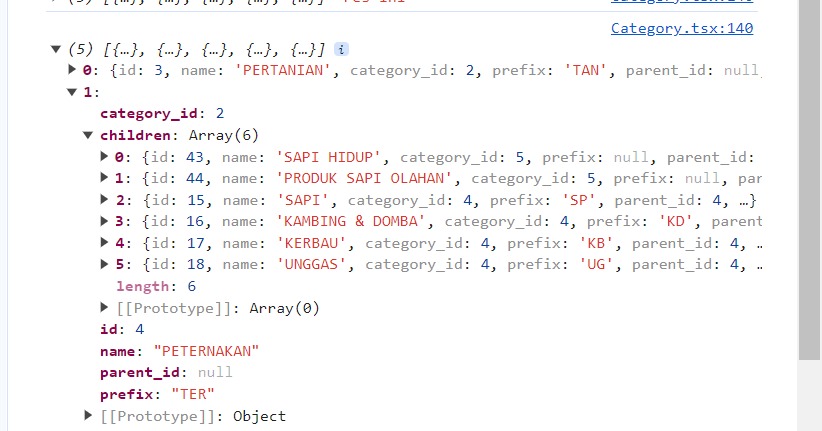 Category.tsx:140
(5) [{…}, {…}, {…}, {…}, {…}] i
0: {id: 3, name: 'PERTANIAN', category_id: 2, prefix: 'TAN', parent_id: null,
1:
category_id: 2
children: Array(6)
0: {id: 43, name: 'SAPI HIDUP', category_id: 5, prefix: null, parent_id:
1: {id: 44, name: 'PRODUK SAPI OLAHAN', category_id: 5, prefix: null, par
2: {id: 15, name: 'SAPI', category_id: 4, prefix: 'SP', parent_id: 4, …}
3: {id: 16, name: 'KAMBING & DOMBA', category_id: 4, prefix: 'KD', parent
4: {id: 17, name: 'KERBAU', category_id: 4, prefix: 'KB', parent_id: 4, …
5: {id: 18, name: 'UNGGAS', category_id: 4, prefix: 'UG', parent_id: 4, …
length: 6
[[Prototype]]: Array(0)
id: 4
name: "PETERNAKAN"
parent_id: null
prefix: "TER"
[[Prototype]]: Object